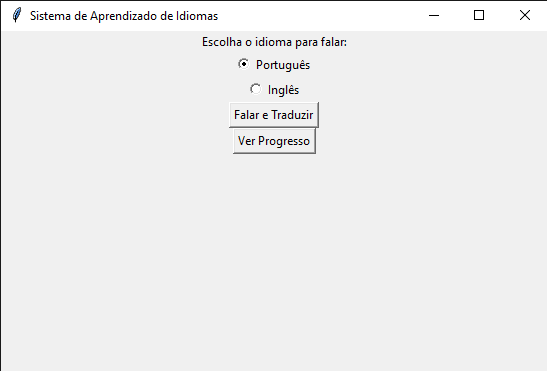 Sistema de Aprendizado de Idiomas
Escolha o idioma para falar:
Português
Inglês
Falar e Traduzir
Ver Progresso